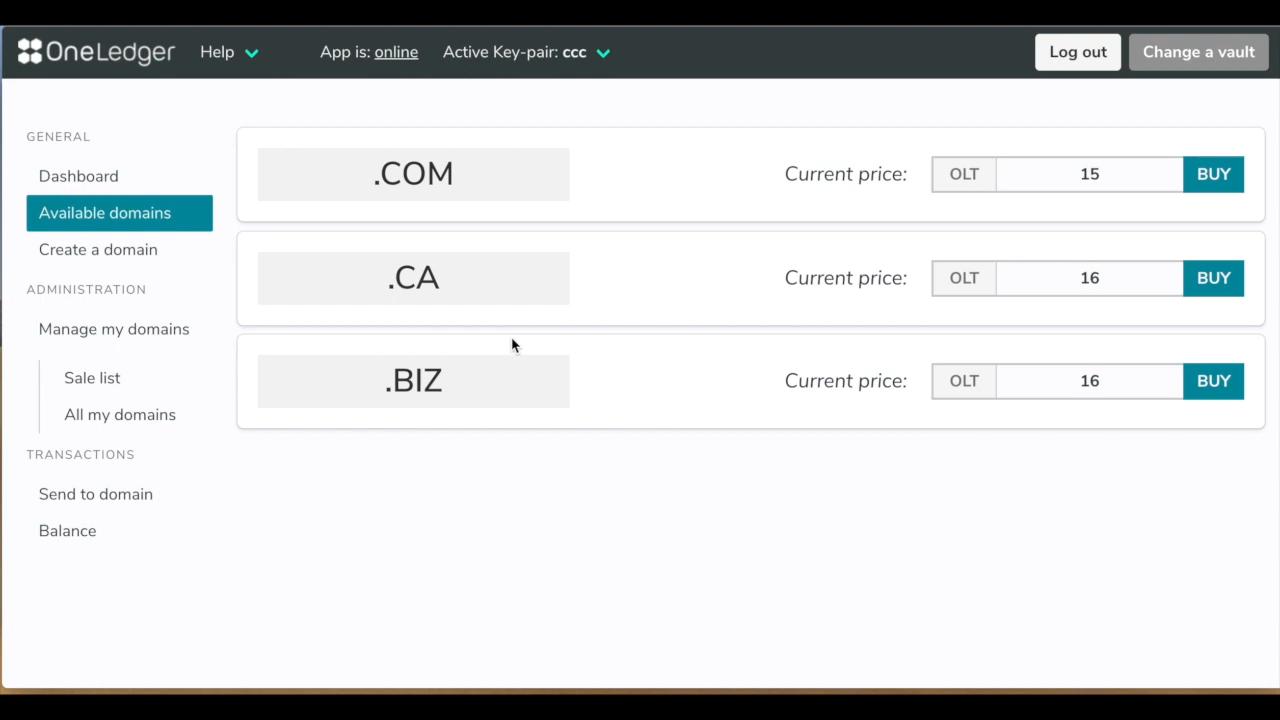 OneLedger Help App is: online Active Key-pair: ccc Log out Change a vault
GENERAL
Dashboard
Available domains
Create a domain
ADMINISTRATION
Manage my domains
Sale list
All my domains
TRANSACTIONS
Send to domain
Balance
.COM Current price: OLT 15 BUY
.CA Current price: OLT 16 BUY
.BIZ Current price: OLT 16 BUY